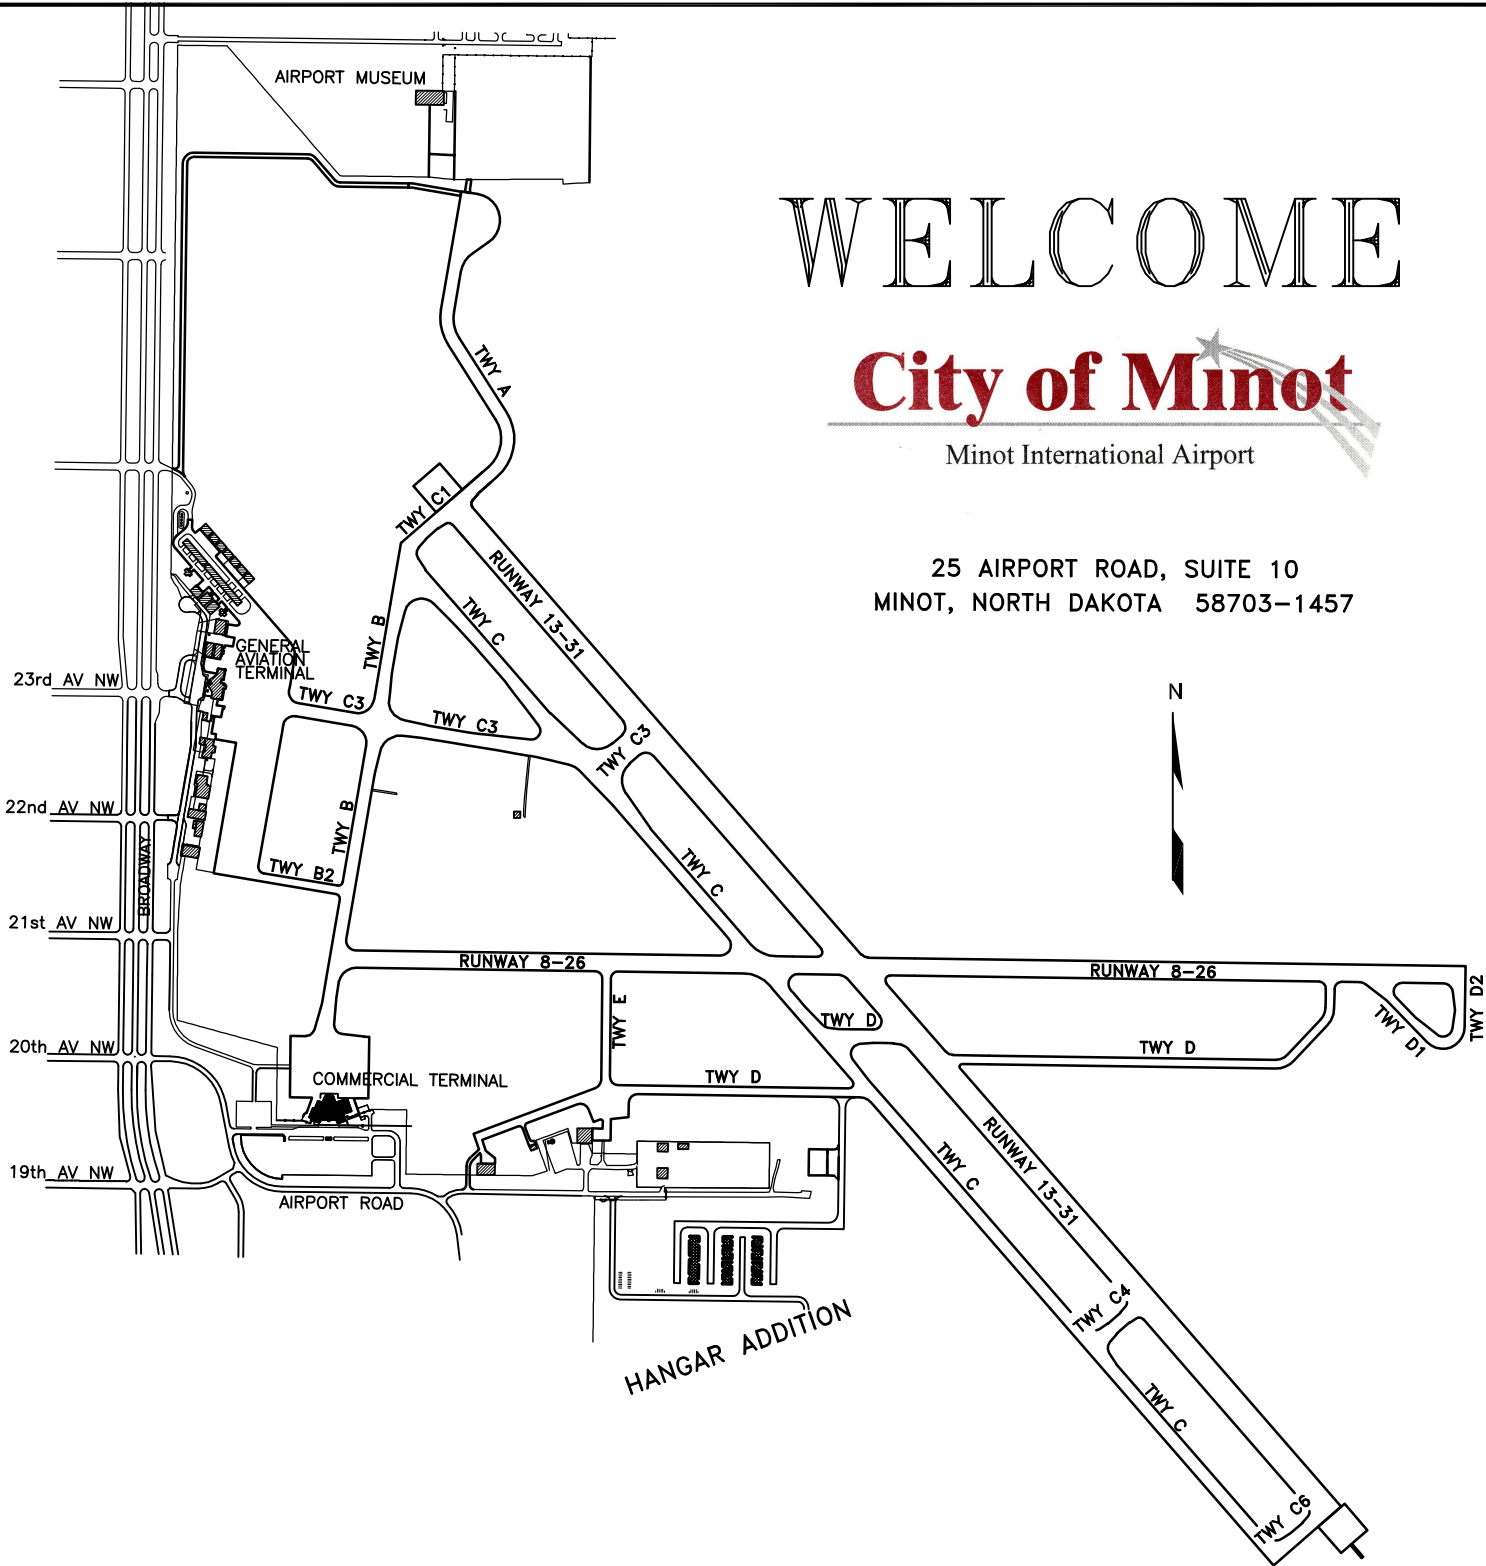 AIRPORT MUSEUM
WELCOME
City of Minot
Minot International Airport
25 AIRPORT ROAD, SUITE 10
MINOT, NORTH DAKOTA 58703-1457
N
TWY A
TWY C1
RUNWAY 13-31
TWY C
TWY B
GENERAL
AVIATION
TERMINAL
23rd AV NW
TWY C3
TWY C3
TWY C3
22nd AV NW
TWY B
BROADWAY
TWY B2
TWY C
21st AV NW
RUNWAY 8-26
RUNWAY 8-26
TWY E
TWY D
TWY D1
TWY D2
20th AV NW
TWY D
COMMERCIAL TERMINAL
TWY D
19th AV NW
AIRPORT ROAD
TWY C
RUNWAY 13-31
TWY C4
HANGAR ADDITION
TWY C
TWY C6